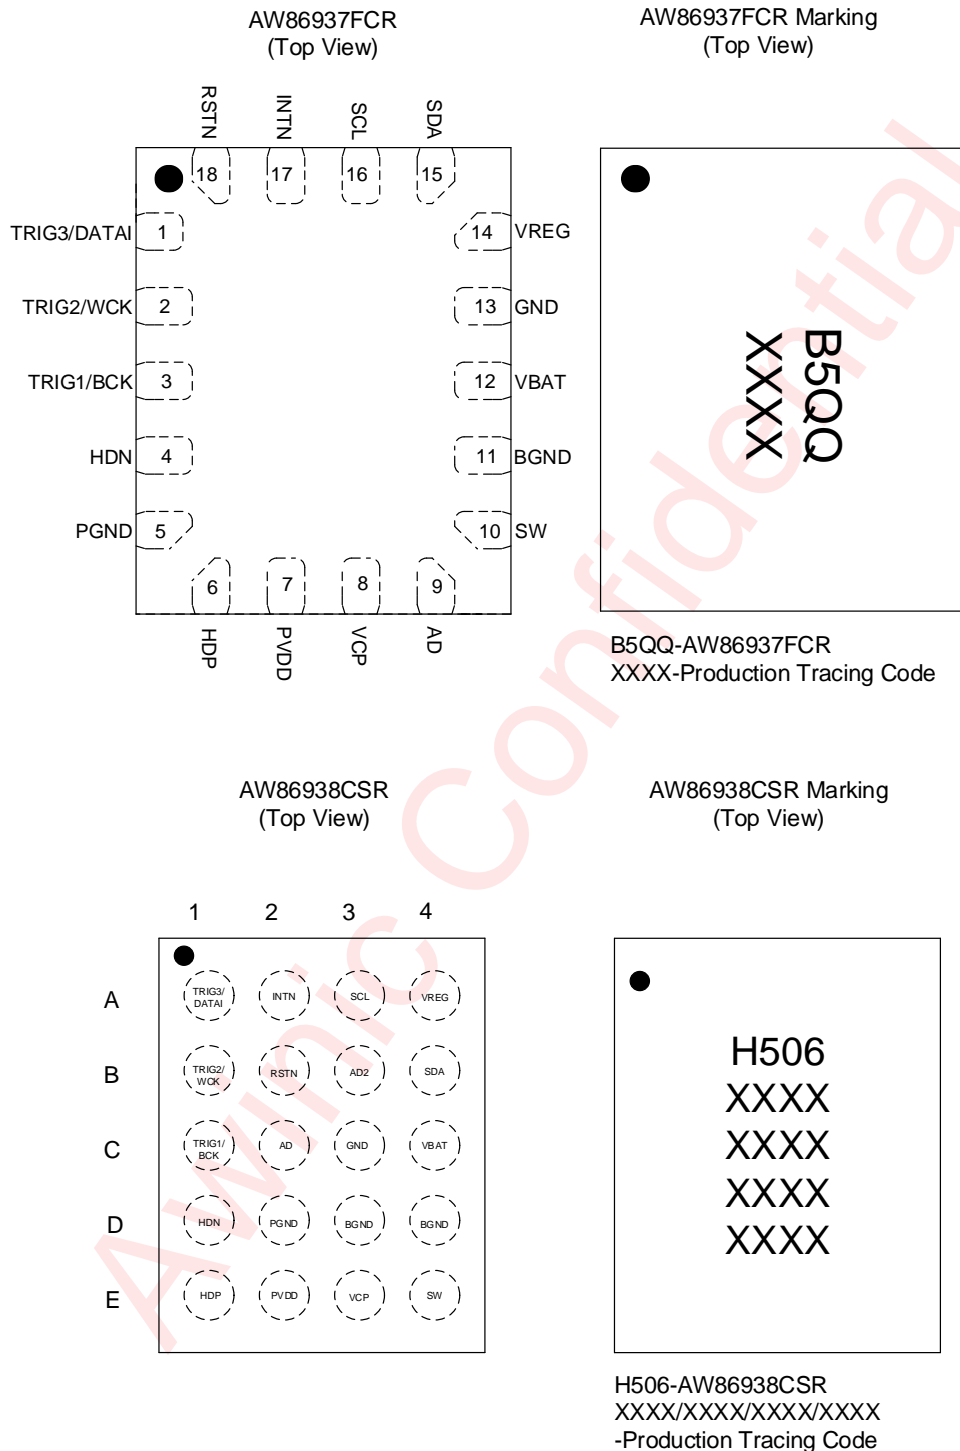 AW86937FCR
(Top View)
AW86937FCR Marking
(Top View)
RSTN
INTN
SCL
SDA
18
17
16
15
TRIG3/DATAI
1
14
VREG
TRIG2/WCK
2
13
GND
TRIG1/BCK
3
12
VBAT
HDN
4
11
BGND
PGND
5
10
SW
6
7
8
9
HDP
PVDD
VCP
AD
B5QQ
XXXX
B5QQ-AW86937FCR
XXXX-Production Tracing Code
AW86938CSR
(Top View)
AW86938CSR Marking
(Top View)
1 2 3 4
A
TRIG3/
DATAI
INTN
SCL
VREG
B
TRIG2/
WCK
RSTN
AD2
SDA
C
TRIG1/
BCK
AD
GND
VBAT
D
HDN
PGND
BGND
BGND
E
HDP
PVDD
VCP
SW
H506
XXXX
XXXX
XXXX
XXXX
H506-AW86938CSR
XXXX/XXXX/XXXX/XXXX
-Production Tracing Code
Awinic Confidential